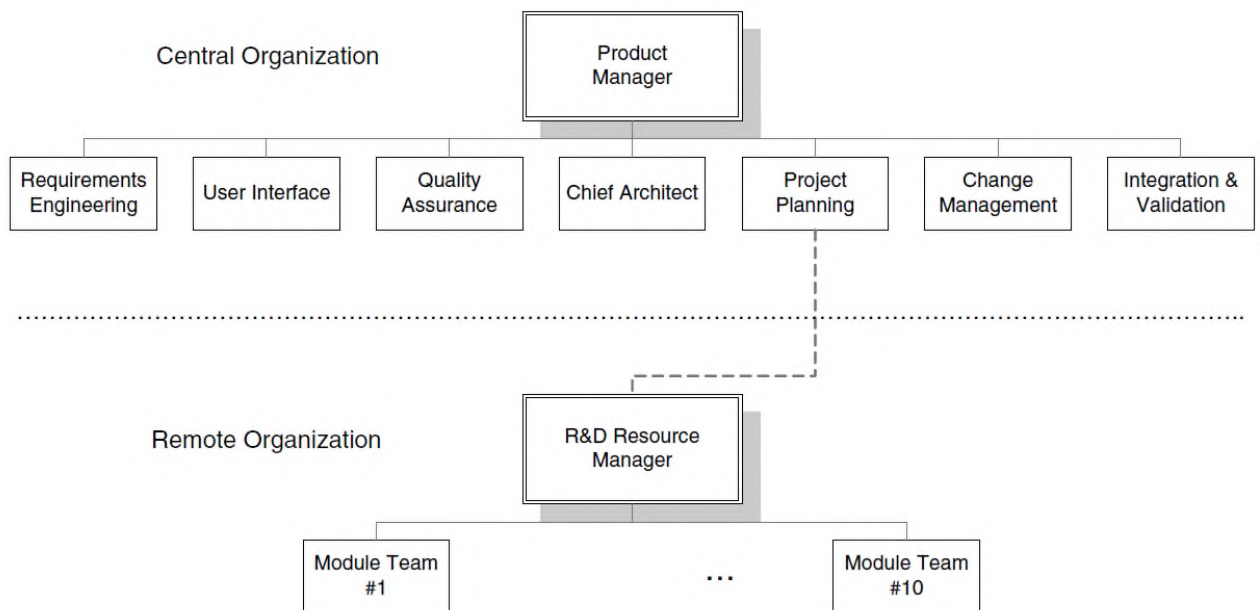 Central Organization
Product
Manager
Requirements
Engineering
User Interface
Quality
Assurance
Chief Architect
Project
Planning
Change
Management
Integration &
Validation
Remote Organization
R&D Resource
Manager
Module Team
#1
...
Module Team
#10